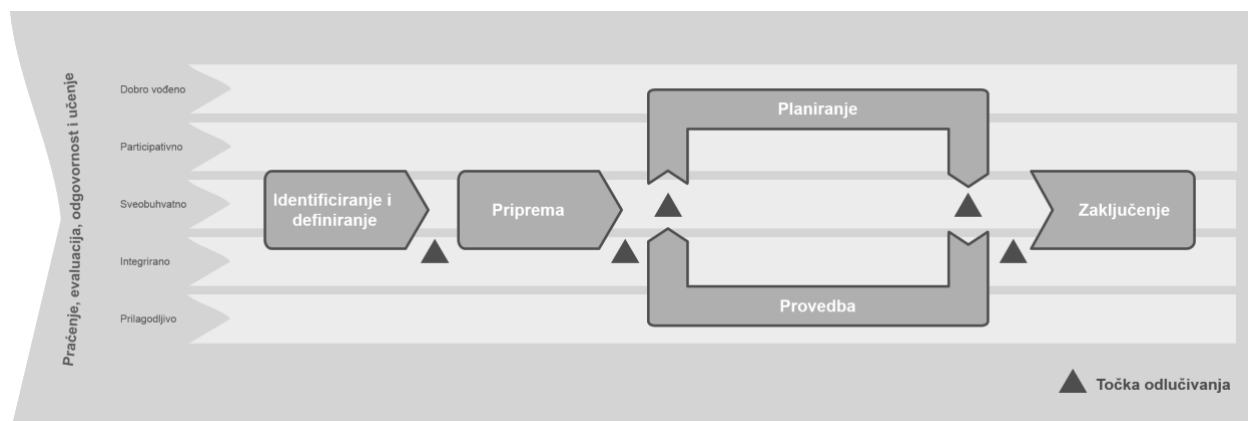 Praćenje, evaluacija, odgovornost i učenje
Dobro vođeno
Participativno
Sveobuhvatno
Integrirano
Prilagodljivo
Identificiranje i
definiranje
Priprema
Planiranje
Provedba
Zaključenje
Točka odlučivanja